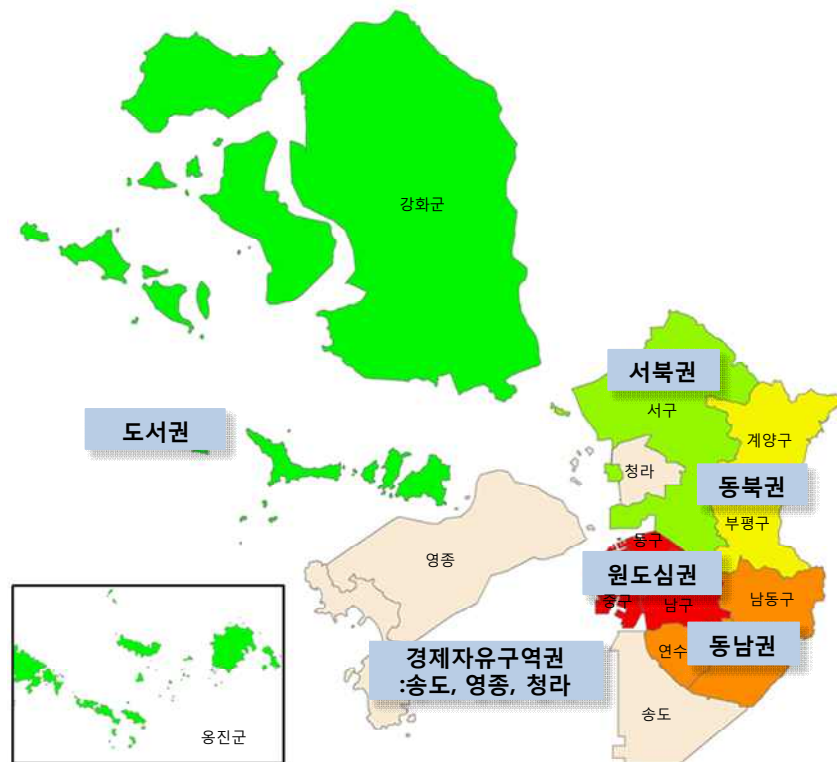 강화군
서북권
서구
도서권
계양구
청라
동북권
부평구
동구
영종
원도심권
중구
남구
남동구
경제자유구역권
:송도, 영종, 청라
연수
동남권
송도
옹진군